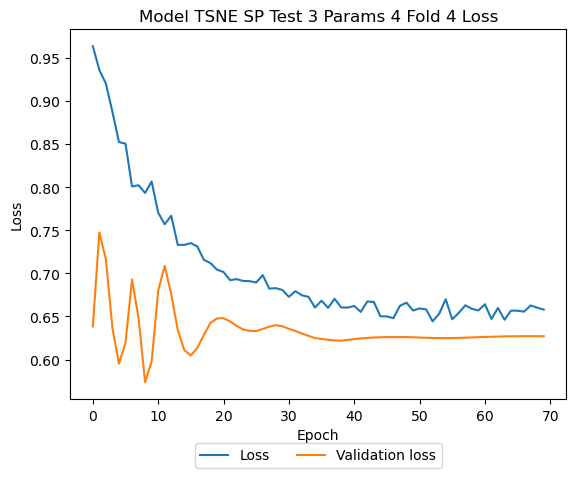 Model TSNE SP Test 3 Params 4 Fold 4 Loss
Loss
0.95
0.90
0.85
0.80
0.75
0.70
0.65
0.60
0 10 20 30 40 50 60 70
Epoch
Loss Validation loss